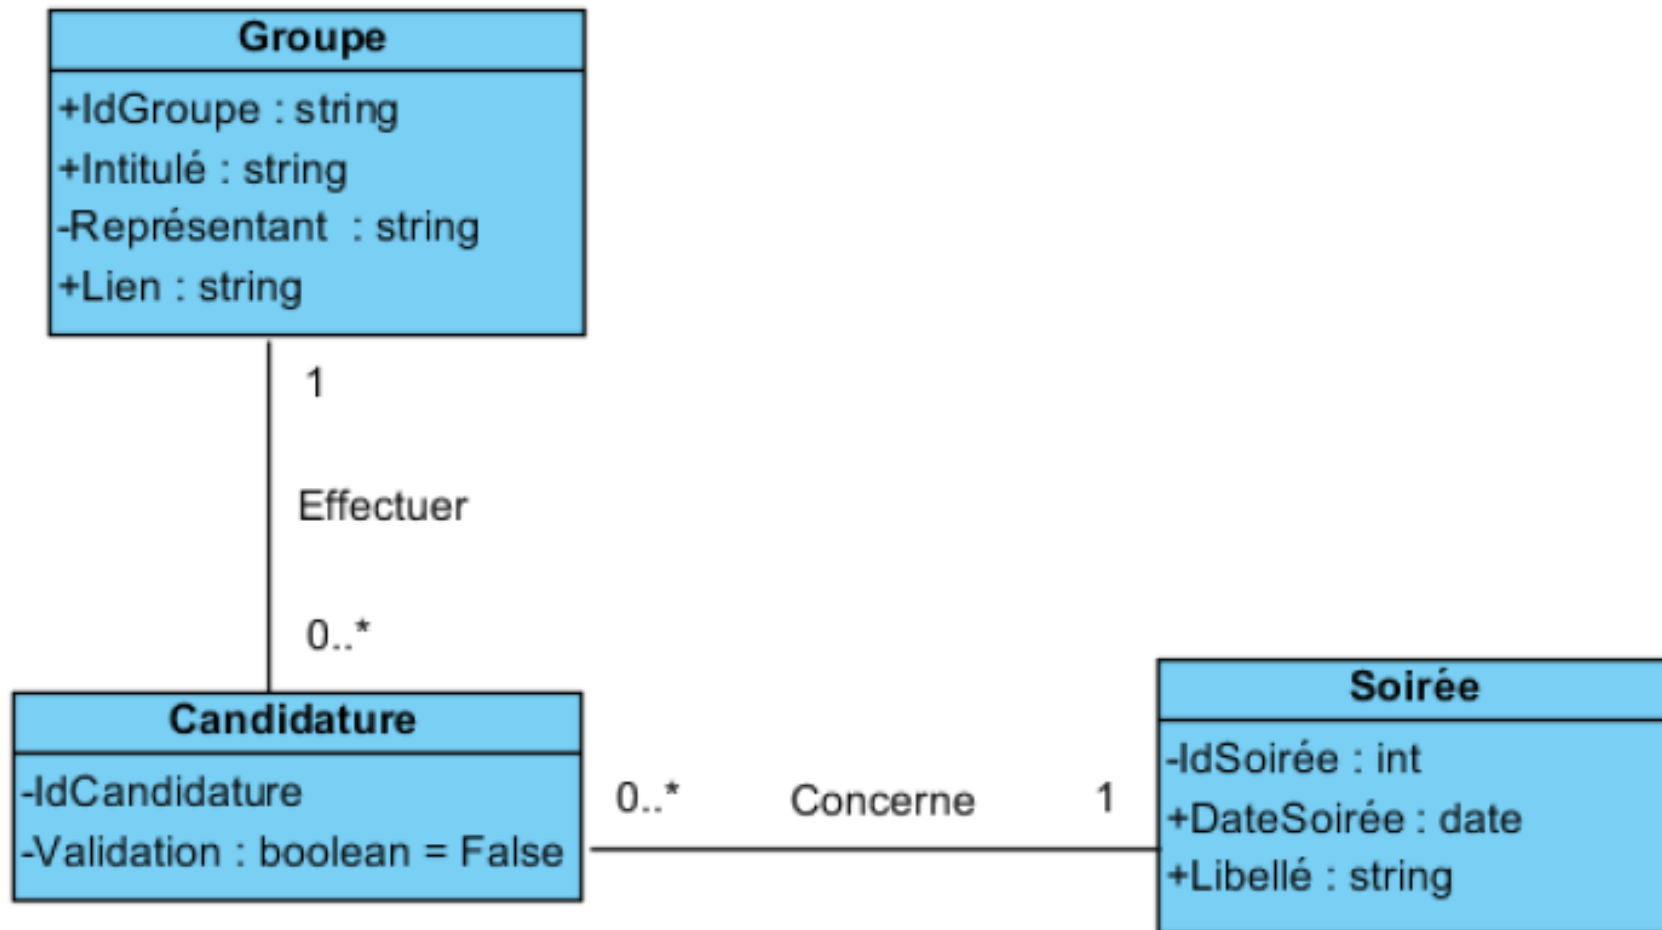 Groupe
+IdGroupe : string
+Intitulé : string
-Représentant : string
+Lien : string
1
Effectuer
0..*
Candidature
-IdCandidature
-Validation : boolean = False
0..*
Concerne
1
Soirée
-IdSoirée : int
+DateSoirée : date
+Libellé : string